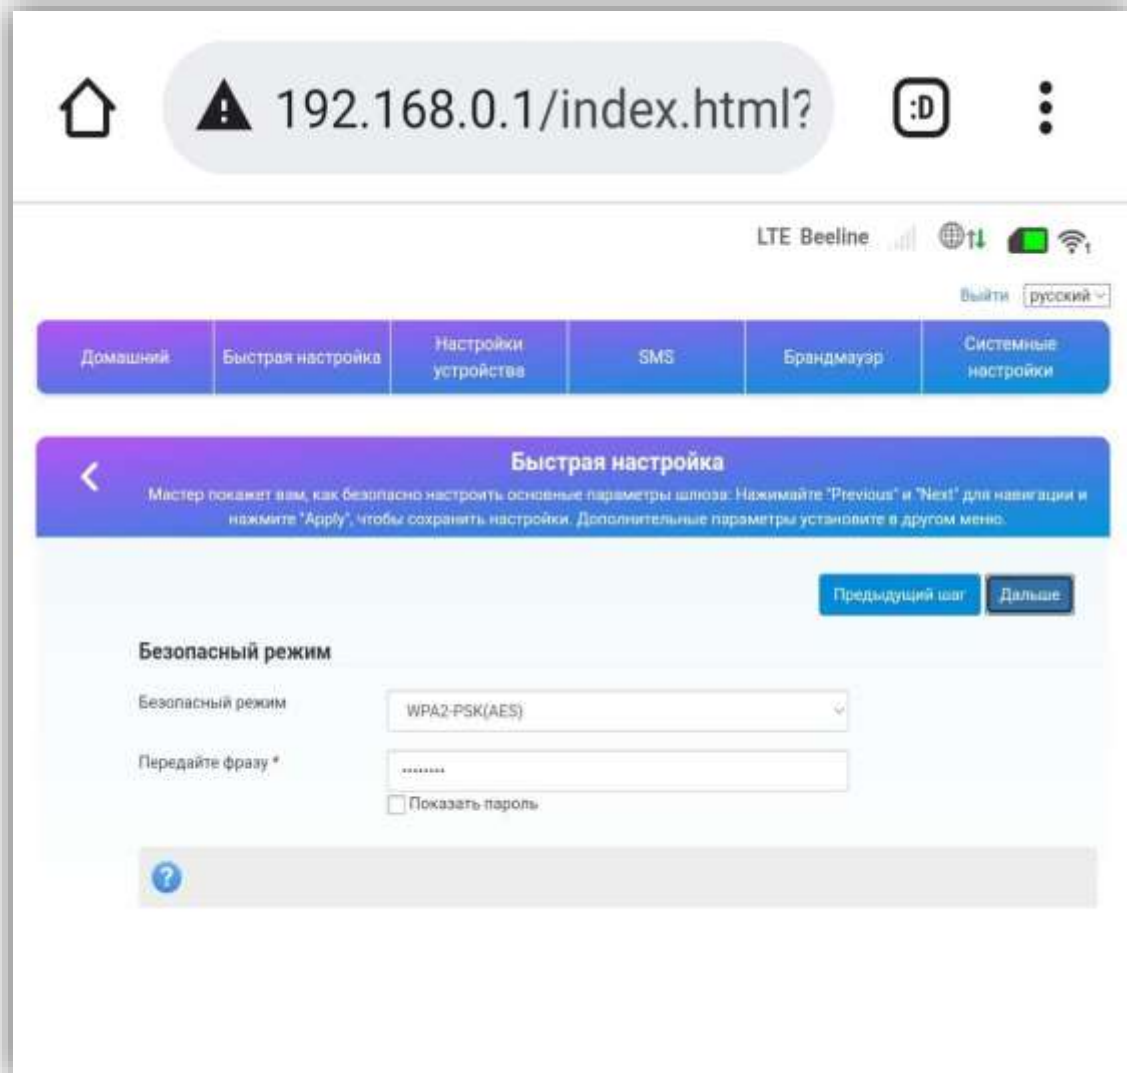 192.168.0.1/index.html?
:D
LTE Beeline
1
Выйти русский
Домашний
Быстрая настройка
Настройки
устройства
SMS
Брандмауэр
Системные
настройки
Быстрая настройка
Мастер покажет вам, как безопасно настроить основные параметры шлюза: Нажимайте "Previous" и "Next" для навигации и
нажмите "Apply", чтобы сохранить настройки. Дополнительные параметры установите в другом меню.
Предыдущий шаг
Дальше
Безопасный режим
Безопасный режим
WPA2-PSK(AES)
Передайте фразу *
••••••••
Показать пароль
?